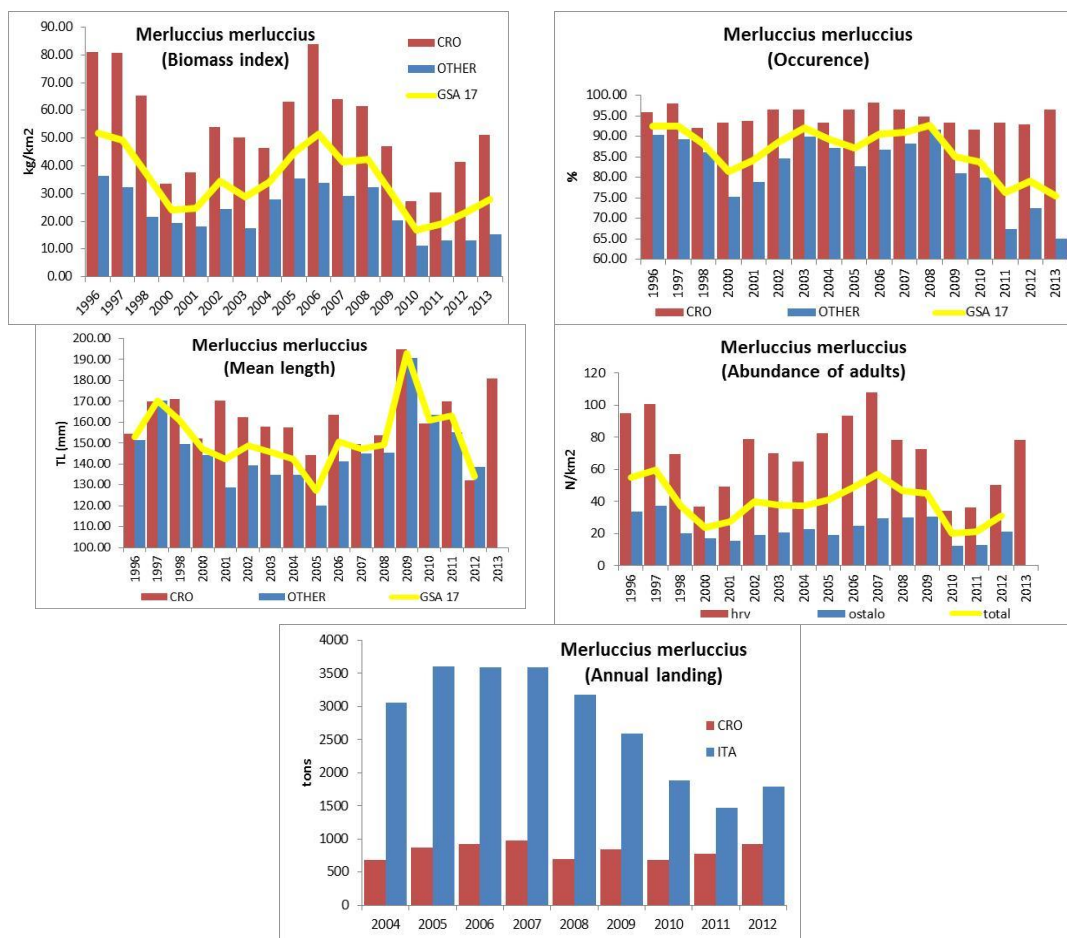 Merluccius merluccius
(Biomass index)
kg/km2
90.00
80.00
70.00
60.00
50.00
40.00
30.00
20.00
10.00
0.00
CRO
OTHER
GSA 17
1996 1997 1998 2000 2001 2002 2003 2004 2005 2006 2007 2008 2009 2010 2011 2012 2013
Merluccius merluccius
(Occurence)
%
100.00
95.00
90.00
85.00
80.00
75.00
70.00
65.00
60.00
1996 1997 1998 2000 2001 2002 2003 2004 2005 2006 2007 2008 2009 2010 2011 2012 2013
CRO OTHER GSA 17
Merluccius merluccius
(Mean length)
TL (mm)
200.00
190.00
180.00
170.00
160.00
150.00
140.00
130.00
120.00
110.00
100.00
1996 1997 1998 2000 2001 2002 2003 2004 2005 2006 2007 2008 2009 2010 2011 2012 2013
CRO OTHER GSA 17
Merluccius merluccius
(Abundance of adults)
N/km2
120
100
80
60
40
20
0
1996 1997 1998 2000 2001 2002 2003 2004 2005 2006 2007 2008 2009 2010 2011 2012 2013
hrv ostalo total
Merluccius merluccius
(Annual landing)
tons
4000
3500
3000
2500
2000
1500
1000
500
0
CRO
ITA
2004 2005 2006 2007 2008 2009 2010 2011 2012